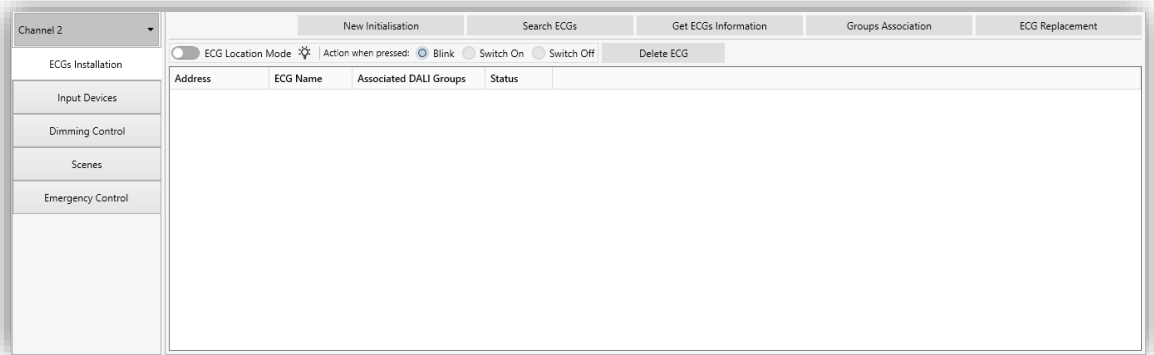 Channel 2
New Initialisation Search ECGs Get ECGs Information Groups Association ECG Replacement
ECGs Installation
ECG Location Mode Action when pressed: Blink Switch On Switch Off Delete ECG
Address ECG Name Associated DALI Groups Status
Input Devices
Dimming Control
Scenes
Emergency Control